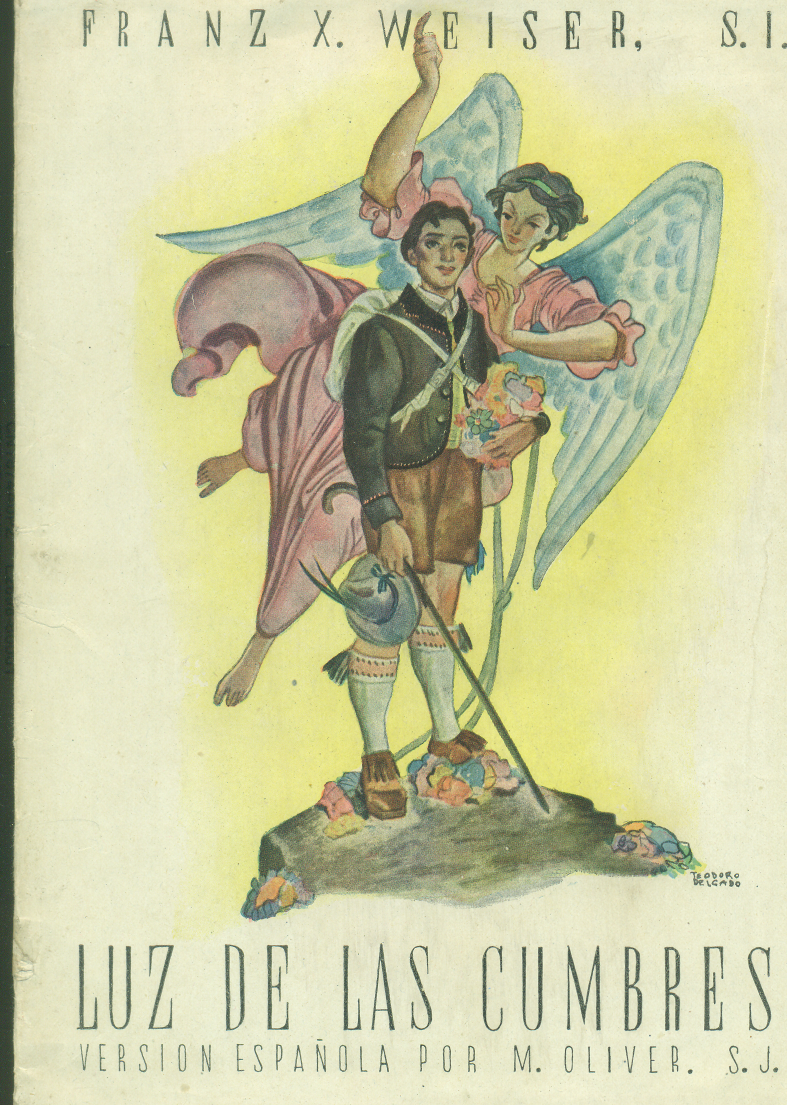 FRANZ X. WEISER, S. I.
TEODORO
DELGADO
LUZ DE LAS CUMBRES
VERSION ESPAÑOLA POR M. OLIVER. S. J.